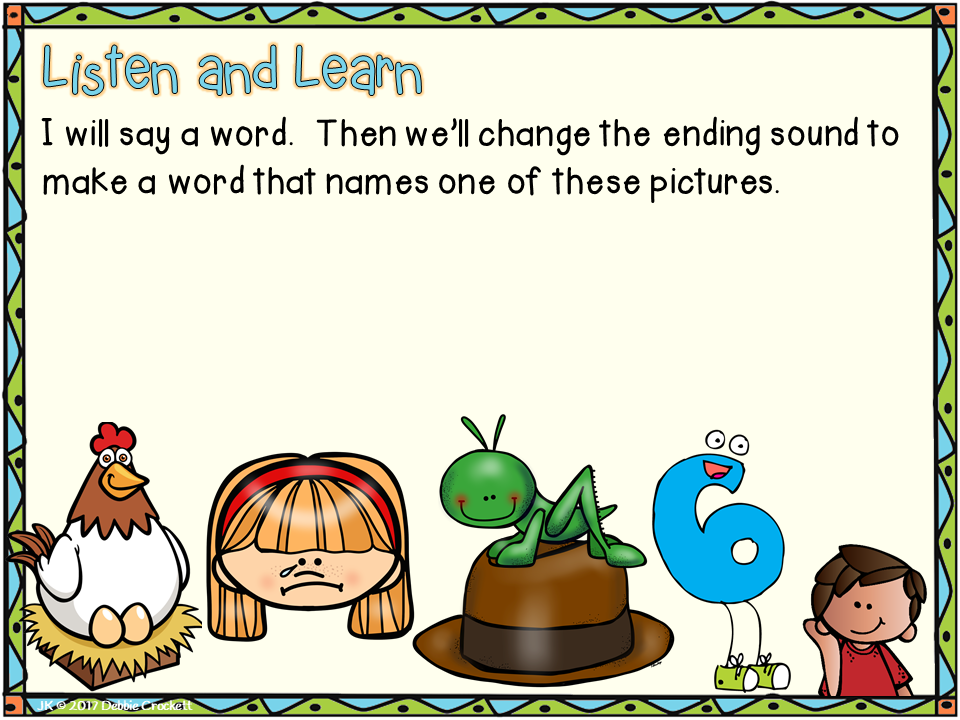 Listen and Learn
I will say a word. Then we'll change the ending sound to
make a word that names one of these pictures.
6
JK © 2017 Debbie Crockett